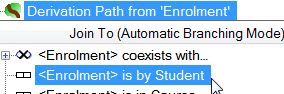 Derivation Path from 'Enrolment'
Join To (Automatic Branching Mode)
<Enrolment> coexists with...
<Enrolment> is by Student
<Enrolment> is in Course